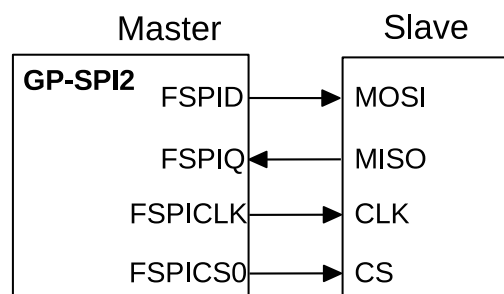 Master Slave
GP-SPI2
FSPID MOSI
FSPIQ MISO
FSPICLK CLK
FSPICS0 CS